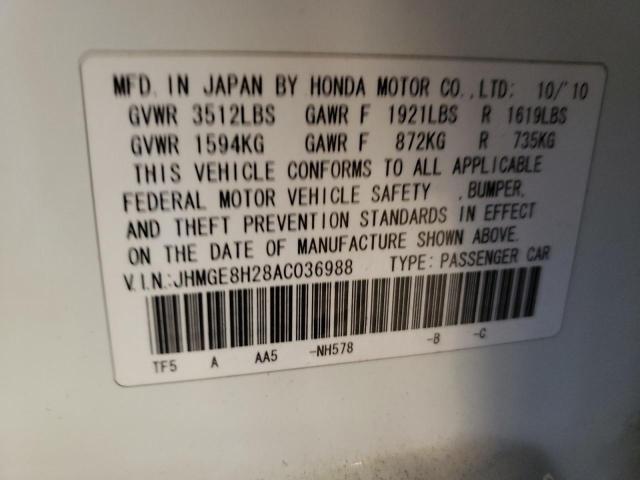 MFD. IN JAPAN BY HONDA MOTOR CO.,LTD: 10/'10
GVWR 3512LBS GAWR F 1921LBS R 1619LBS
GVWR 1594KG GAWR F 872KG R 735KG
THIS VEHICLE CONFORMS TO ALL APPLICABLE
FEDERAL MOTOR VEHICLE SAFETY ,BUMPER,
AND THEFT PREVENTION STANDARDS IN EFFECT
ON THE DATE OF MANUFACTURE SHOWN ABOVE.
V.I.N.:JHMGE8H28AC036988 TYPE: PASSENGER CAR
TF5 A AA5 -NH578 -B -C